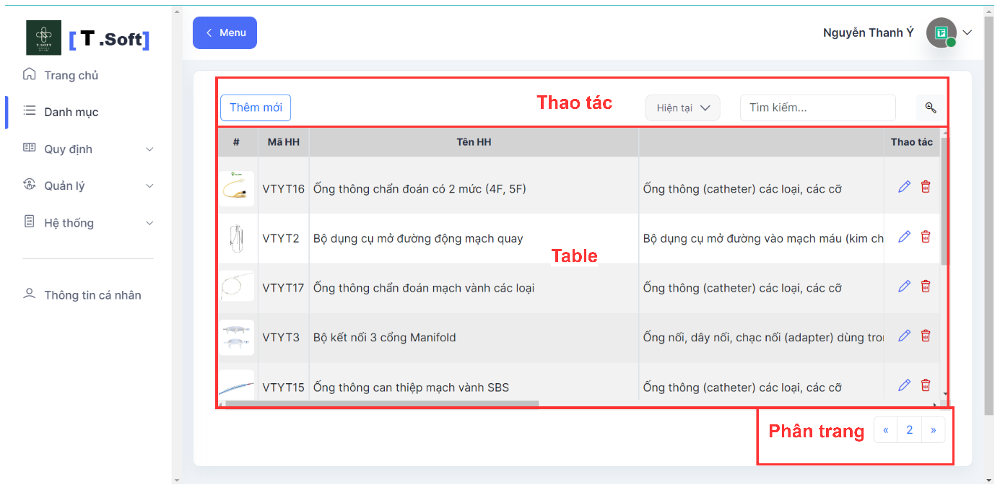 [ T .Soft]
T.SOFT
Menu
Nguyễn Thanh Ý
Trang chủ
Danh mục
Quy định
Quản lý
Hệ thống
Thông tin cá nhân
Thêm mới
Thao tác
Hiện tại
Tìm kiếm...
# Mã HH Tên HH Thao tác
VTYT16 Ống thông chẩn đoán có 2 mức (4F, 5F) Ống thông (catheter) các loại, các cỡ
VTYT2 Bộ dụng cụ mở đường động mạch quay Bộ dụng cụ mở đường vào mạch máu (kim ch
Table
VTYT17 Ống thông chẩn đoán mạch vành các loại Ống thông (catheter) các loại, các cỡ
VTYT3 Bộ kết nối 3 cổng Manifold Ống nối, dây nối, chạc nối (adapter) dùng tro
VTYT15 Ống thông can thiệp mạch vành SBS Ống thông (catheter) các loại, các cỡ
Phân trang
« 2 »